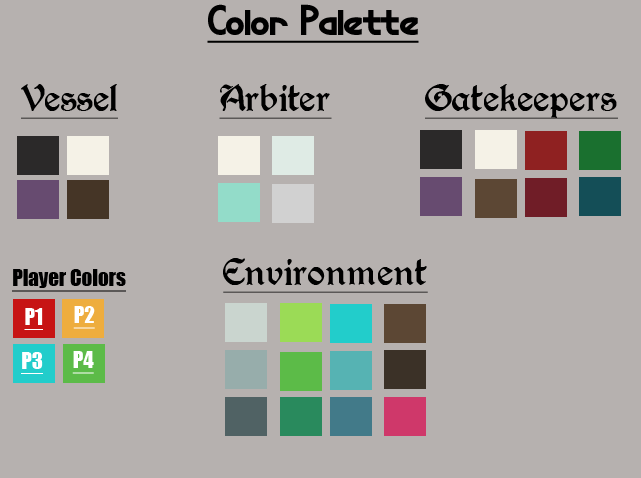 Color Palette
Vessel
Arbiter
Gatekeepers
Player Colors
P1
P2
P3
P4
Environment